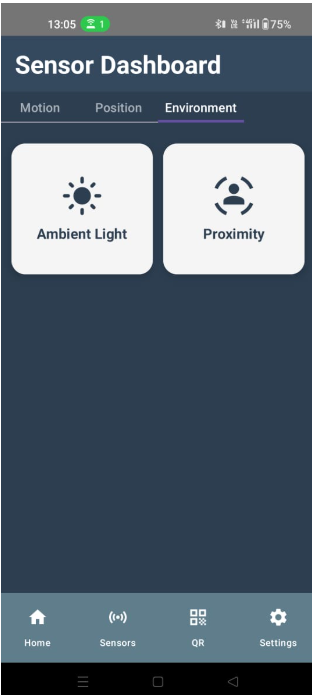 13:05 1 75%
Sensor Dashboard
Motion Position Environment
Ambient Light Proximity
Home Sensors QR Settings